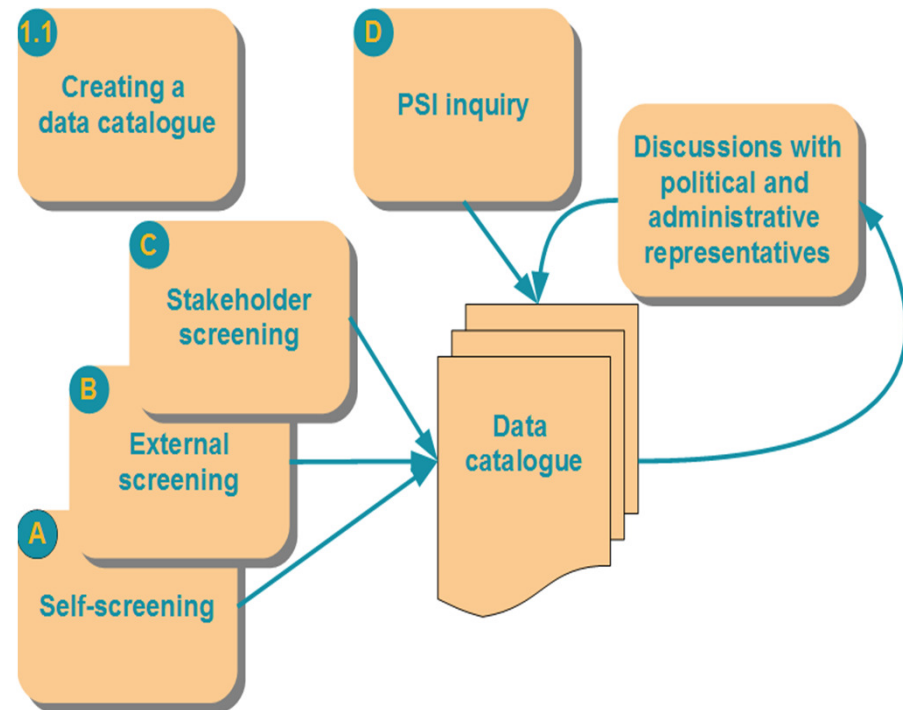 1.1
Creating a
data catalogue
D
PSI inquiry
Discussions with
political and
administrative
representatives
C
Stakeholder
screening
B
External
screening
Data
catalogue
A
Self-screening